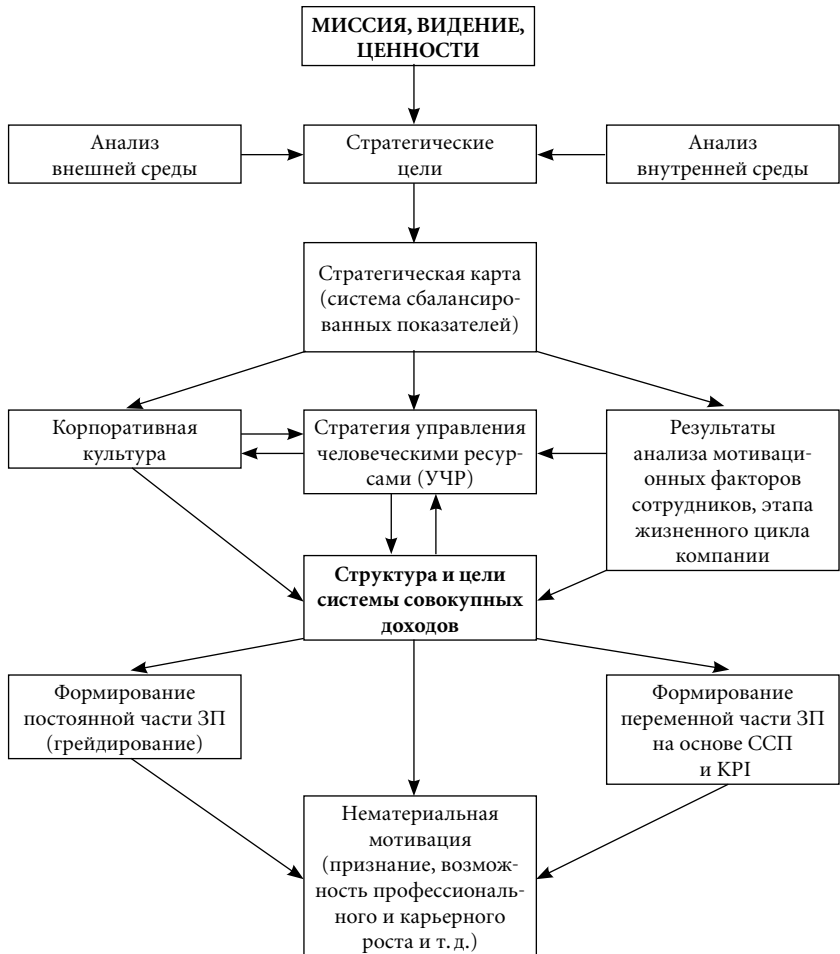 МИССИЯ, ВИДЕНИЕ,
ЦЕННОСТИ
Анализ
внешней среды
Стратегические
цели
Анализ
внутренней среды
Стратегическая карта
(система сбалансиро-
ванных показателей)
Корпоративная
культура
Стратегия управления
человеческими ресур-
сами (УЧР)
Результаты
анализа мотиваци-
онных факторов
сотрудников, этапа
жизненного цикла
компании
Структура и цели
системы совокупных
доходов
Формирование
постоянной части ЗП
(грейдирование)
Формирование
переменной части ЗП
на основе ССП
и KPI
Нематериальная
мотивация
(признание, возмож-
ность профессиональ-
ного и карьерного
роста и т. д.)